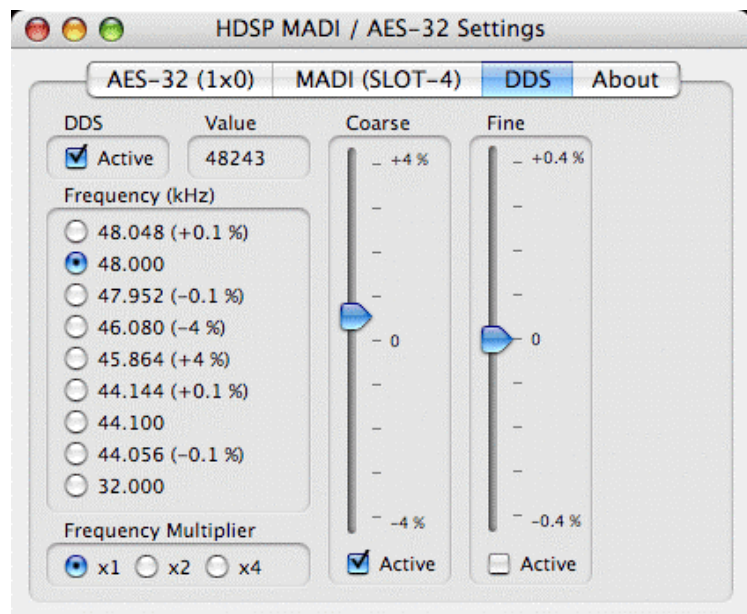 HDSP MADI / AES-32 Settings
AES-32 (1x0) MADI (SLOT-4) DDS About
DDS Value Coarse Fine
Active 48243
Frequency (kHz)
48.048 (+0.1 %)
48.000
47.952 (-0.1 %)
46.080 (-4 %)
45.864 (+4 %)
44.144 (+0.1 %)
44.100
44.056 (-0.1 %)
32.000
Frequency Multiplier
x1 x2 x4
+4 %
0
-4 %
Active
+0.4 %
0
-0.4 %
Active